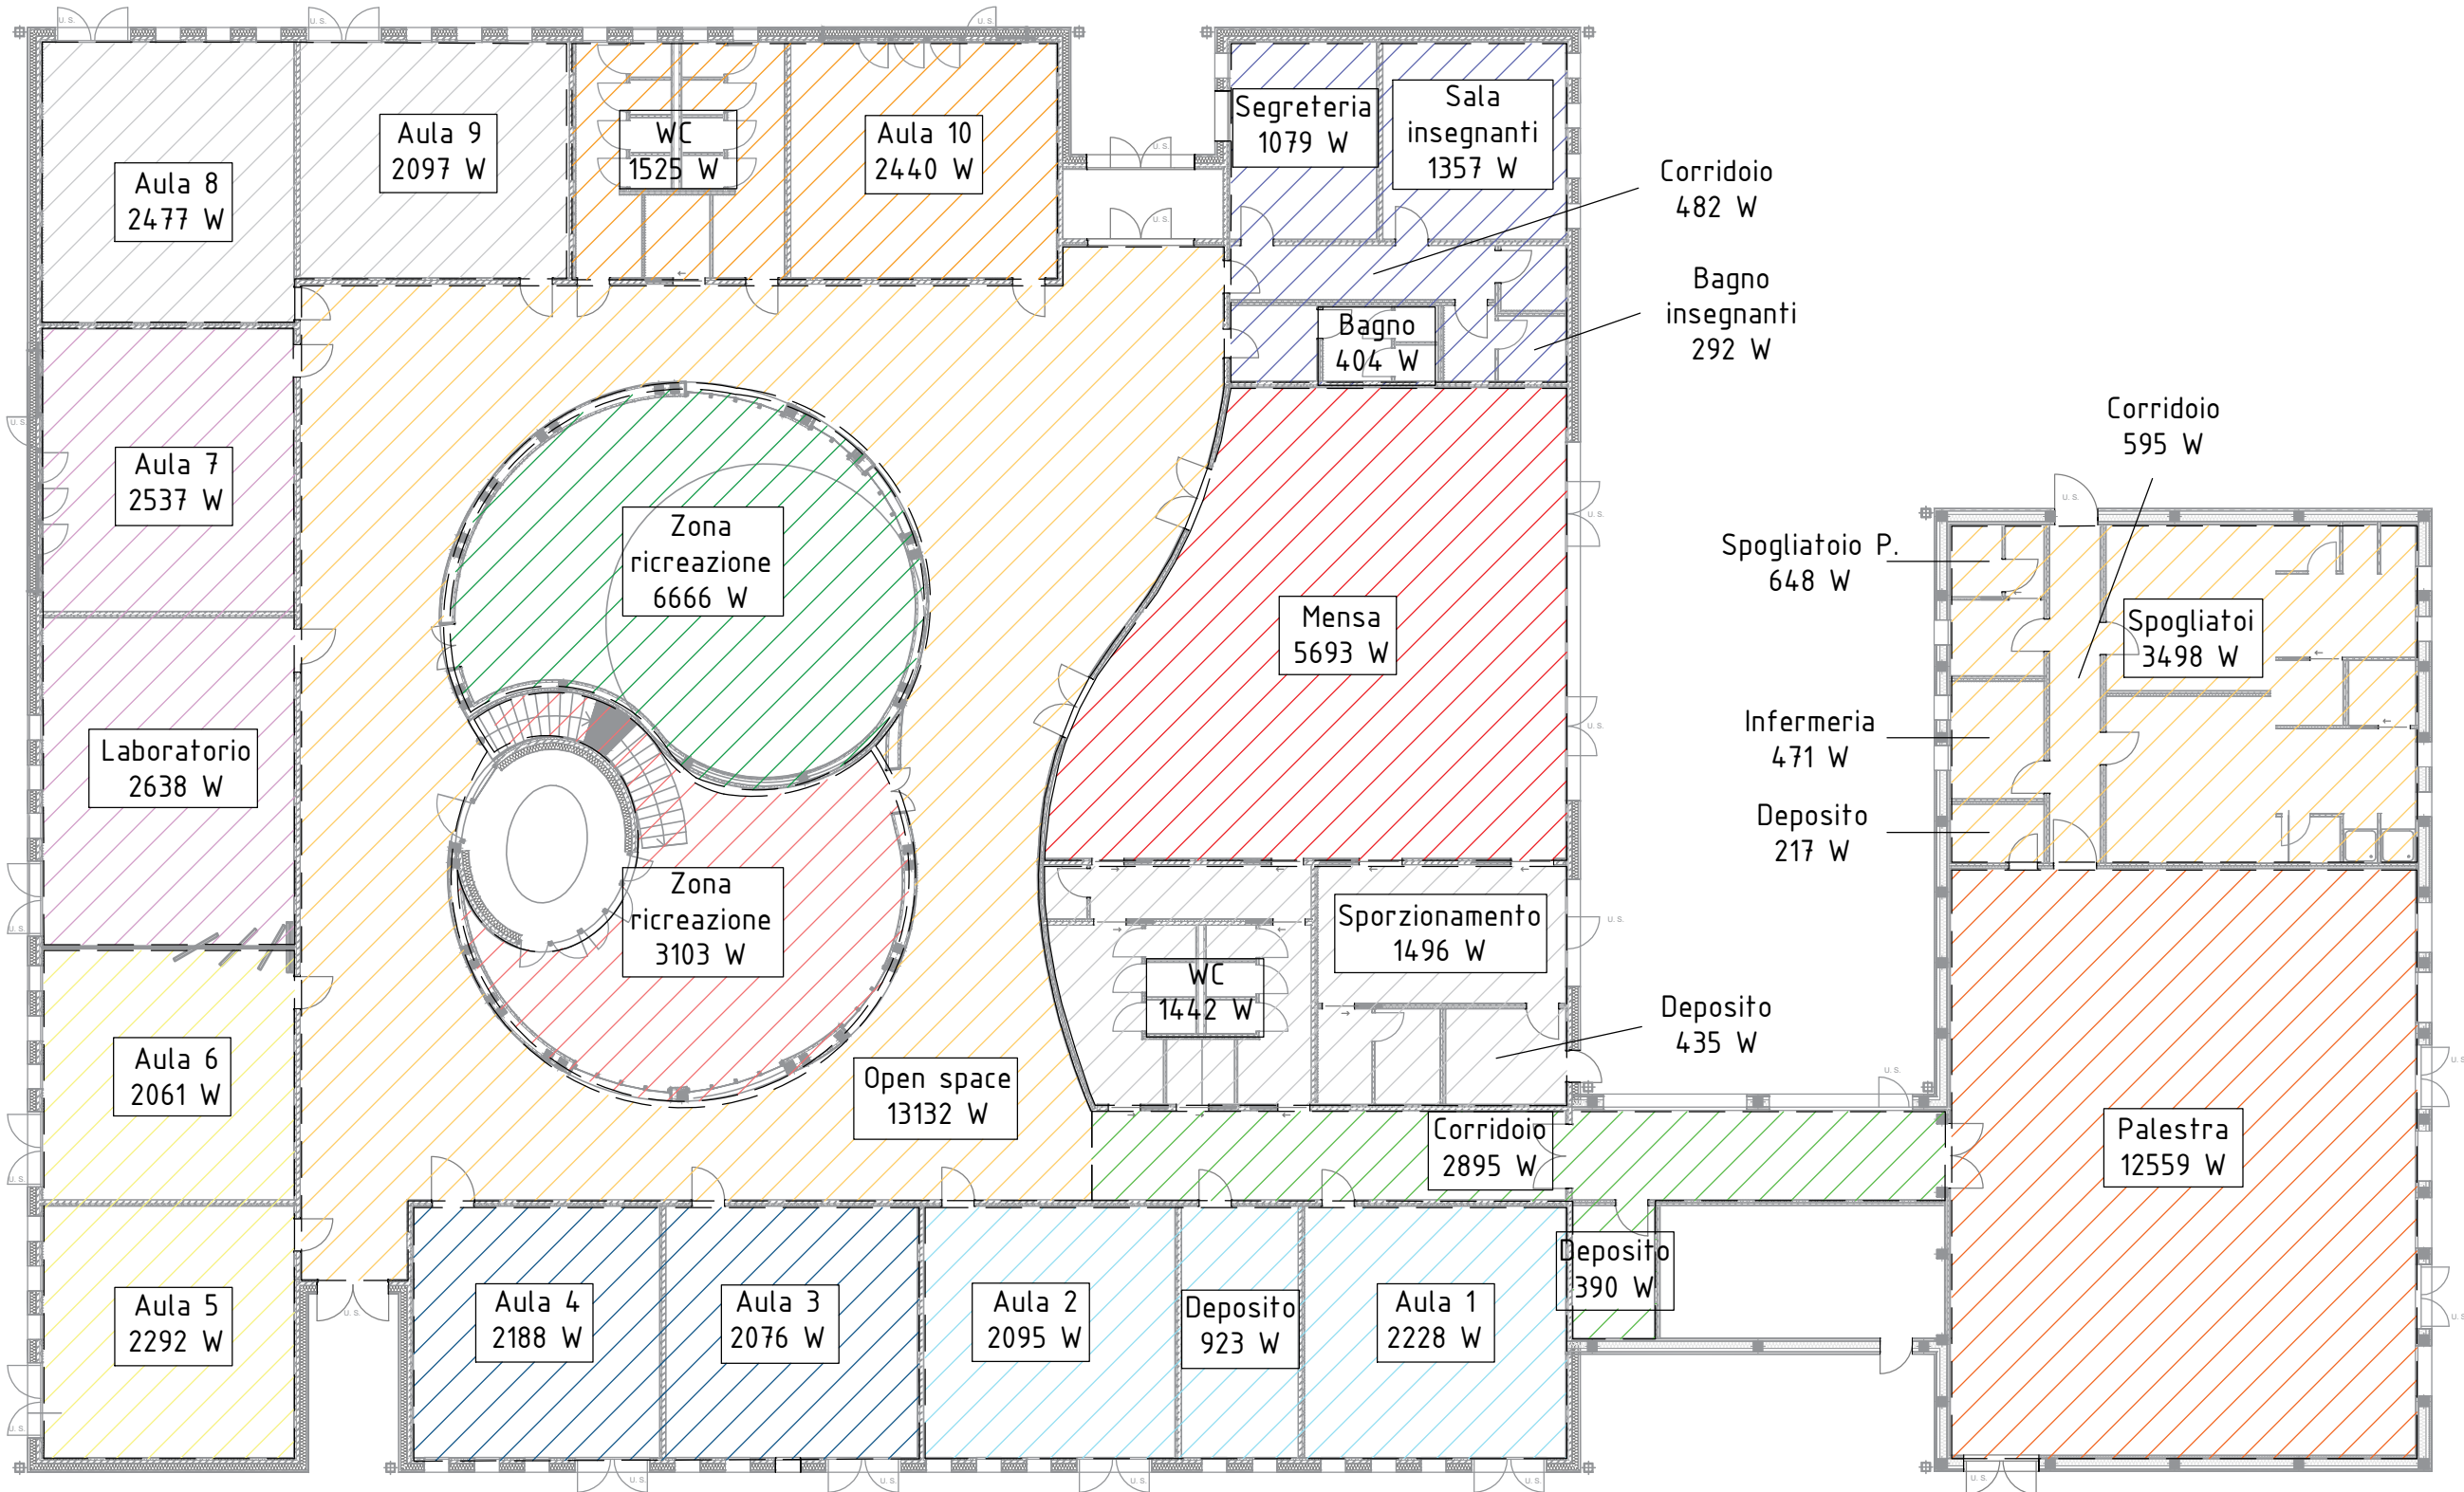 U. S.
U. S.
U. S.
Aula 8
2477 W
Aula 9
2097 W
WC
1525 W
Aula 10
2440 W
U. S.
U. S.
Segreteria
1079 W
Sala
insegnanti
1357 W
Corridoio
482 W
Bagno
insegnanti
292 W
Bagno
404 W
U. S.
Aula 7
2537 W
Zona
ricreazione
6666 W
Mensa
5693 W
U. S.
U. S.
Corridoio
595 W
U. S.
Spogliatoio P.
648 W
Spogliatoi
3498 W
Infermeria
471 W
Deposito
217 W
Laboratorio
2638 W
U. S.
Zona
ricreazione
3103 W
Sporzionamento
1496 W
U. S.
WC
1442 W
Deposito
435 W
U. S.
U. S.
Aula 6
2061 W
U. S.
Open space
13132 W
Corridoio
2895 W
Palestra
12559 W
Deposito
390 W
U. S.
U. S.
Aula 5
2292 W
U. S.
Aula 4
2188 W
Aula 3
2076 W
Aula 2
2095 W
Deposito
923 W
Aula 1
2228 W
U. S.
U. S.
U. S.
U. S.
U. S.